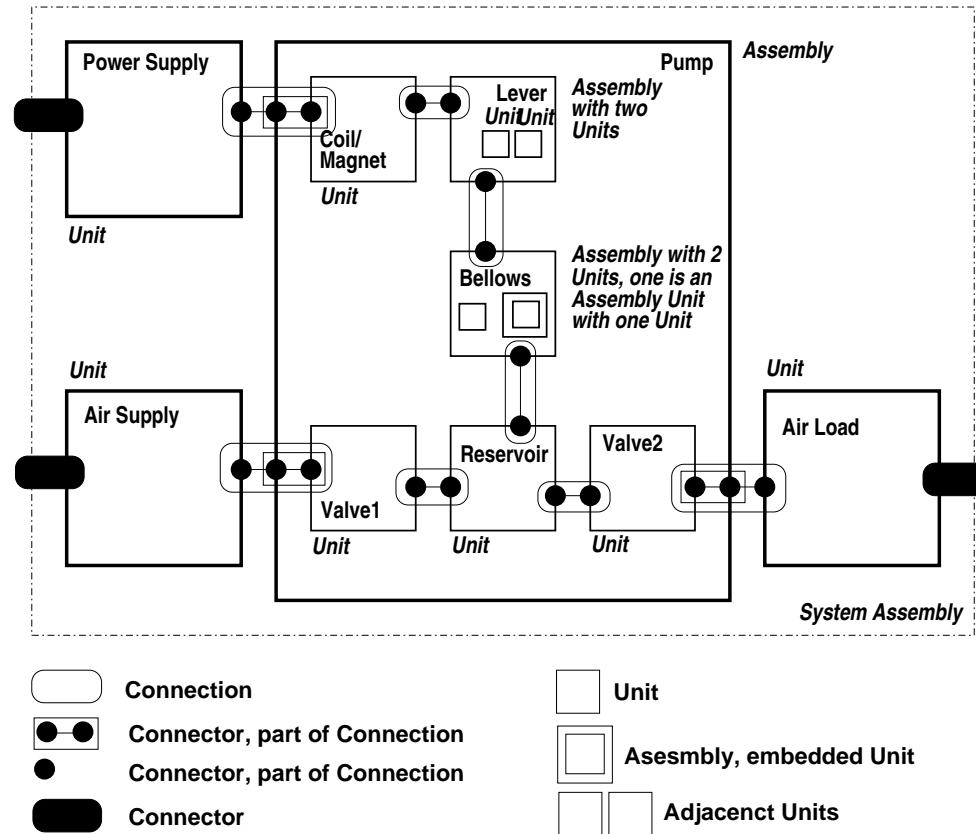 Assembly
Power Supply
Pump
Lever
Unit
Unit
Assembly
with two
Units
Coil/
Magnet
Unit
Unit
Bellows
Assembly with 2
Units, one is an
Assembly Unit
with one Unit
Unit
Air Supply
Unit
Air Load
Valve1
Unit
Reservoir
Unit
Valve2
Unit
System Assembly
Connection
Connector, part of Connection
Connector, part of Connection
Connector
Unit
Asesmbly, embedded Unit
Adjacenct Units